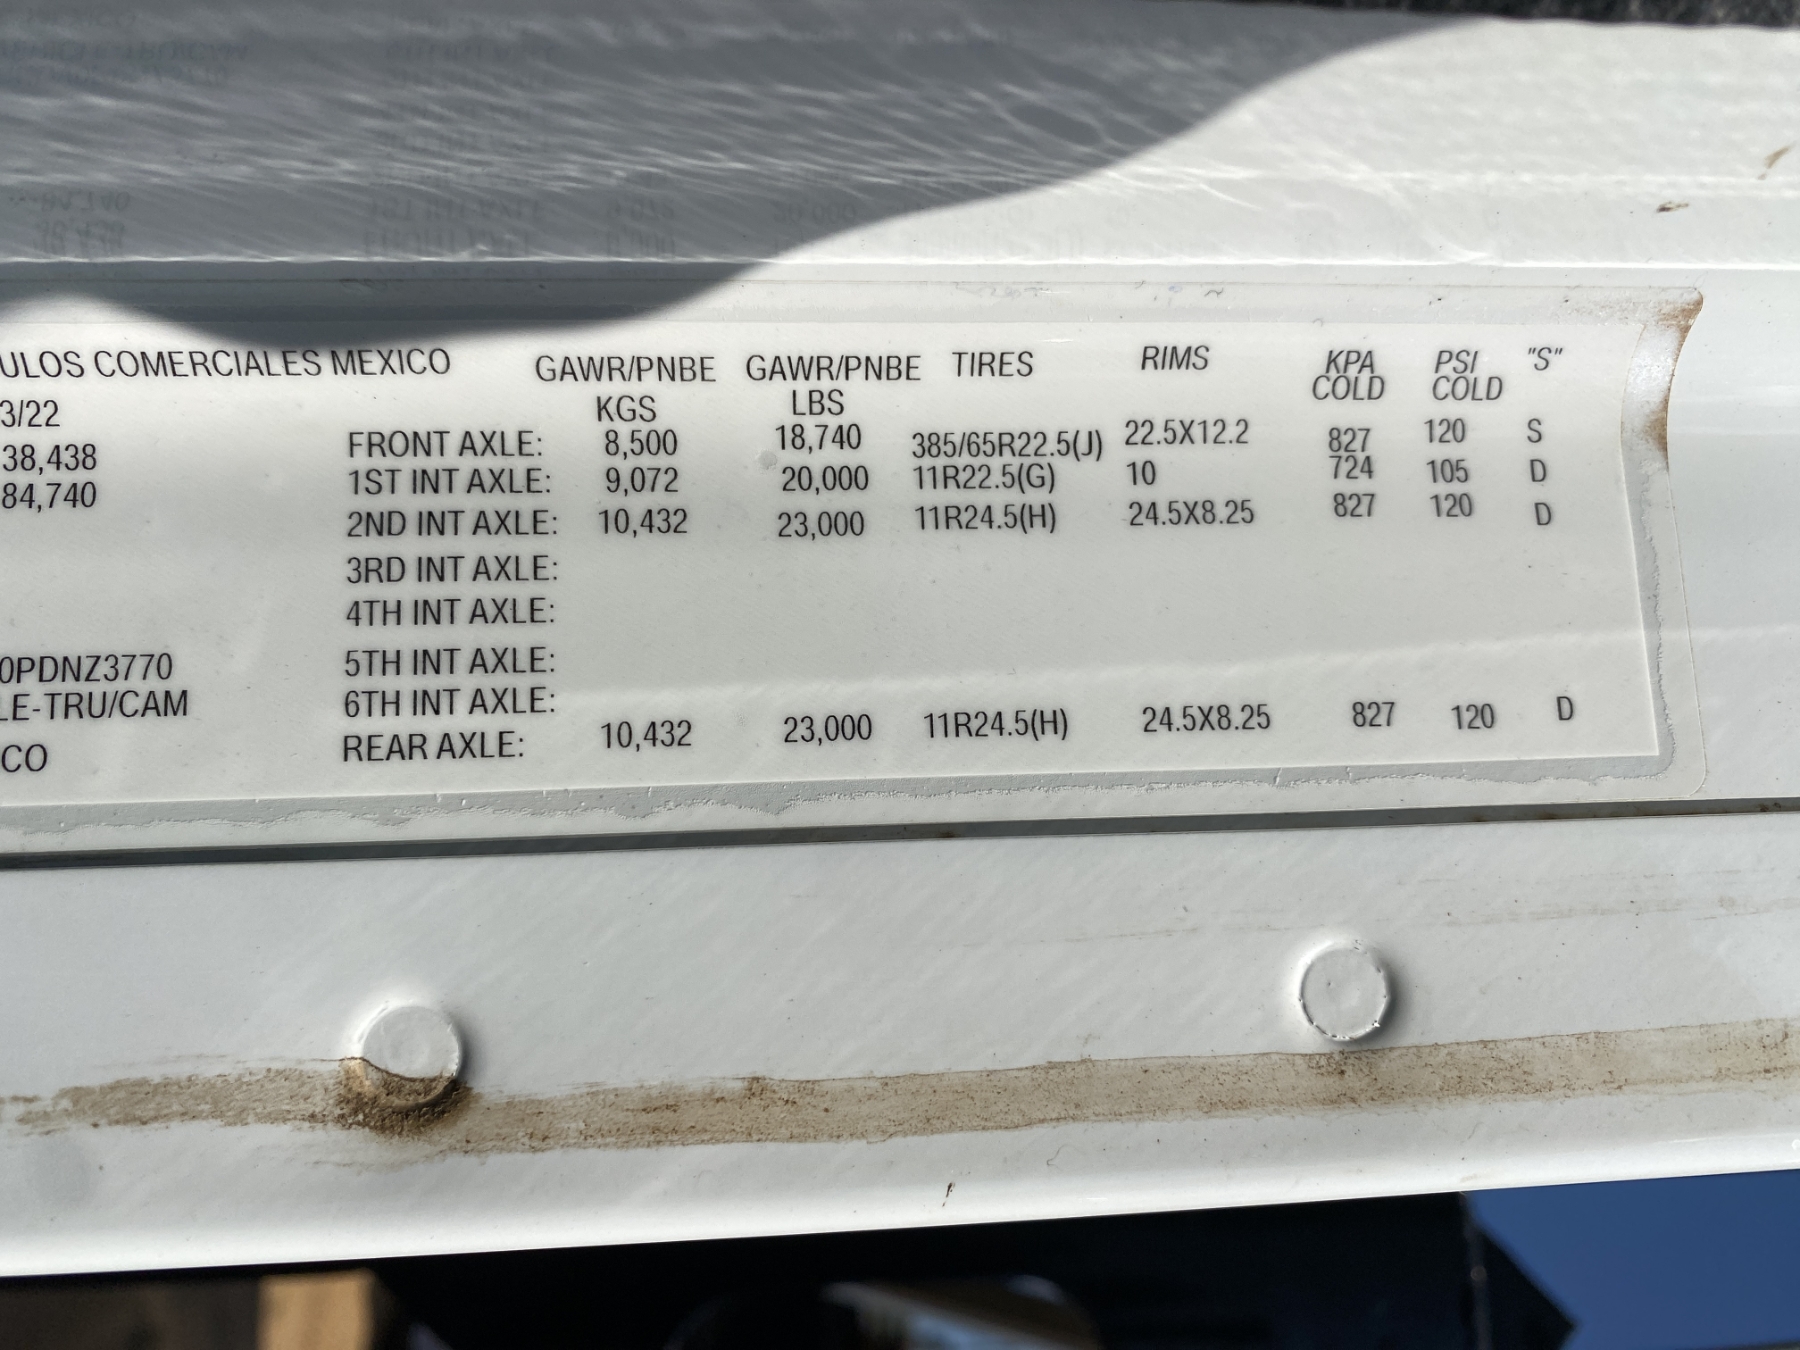 ULOS COMERCIALES MEXICO GAWR/PNBE GAWR/PNBE TIRES RIMS KPA PSI "S"
KGS LBS COLD COLD
3/22
38,438 FRONT AXLE: 8,500 18,740 385/65R22.5(J) 22.5X12.2 827 120 S
84,740 1ST INT AXLE: 9,072 20,000 11R22.5(G) 10 724 105 D
2ND INT AXLE: 10,432 23,000 11R24.5(H) 24.5X8.25 827 120 D
3RD INT AXLE:
4TH INT AXLE:
0PDNZ3770 5TH INT AXLE:
LE-TRU/CAM 6TH INT AXLE:
CO REAR AXLE: 10,432 23,000 11R24.5(H) 24.5X8.25 827 120 D